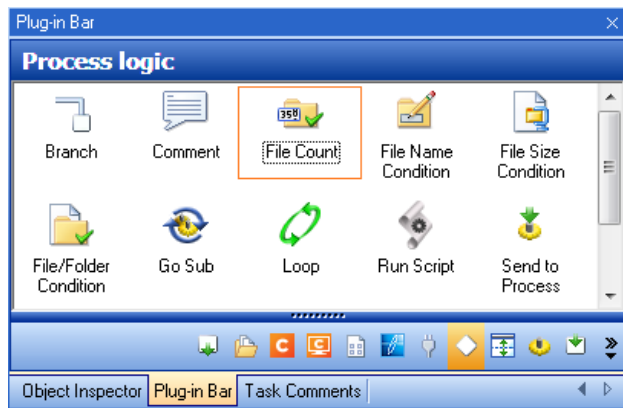 Plug-in Bar
Process logic
Branch
Comment
File Count
File Name
Condition
File Size
Condition
File/Folder
Condition
Go Sub
Loop
Run Script
Send to
Process
Object Inspector
Plug-in Bar
Task Comments